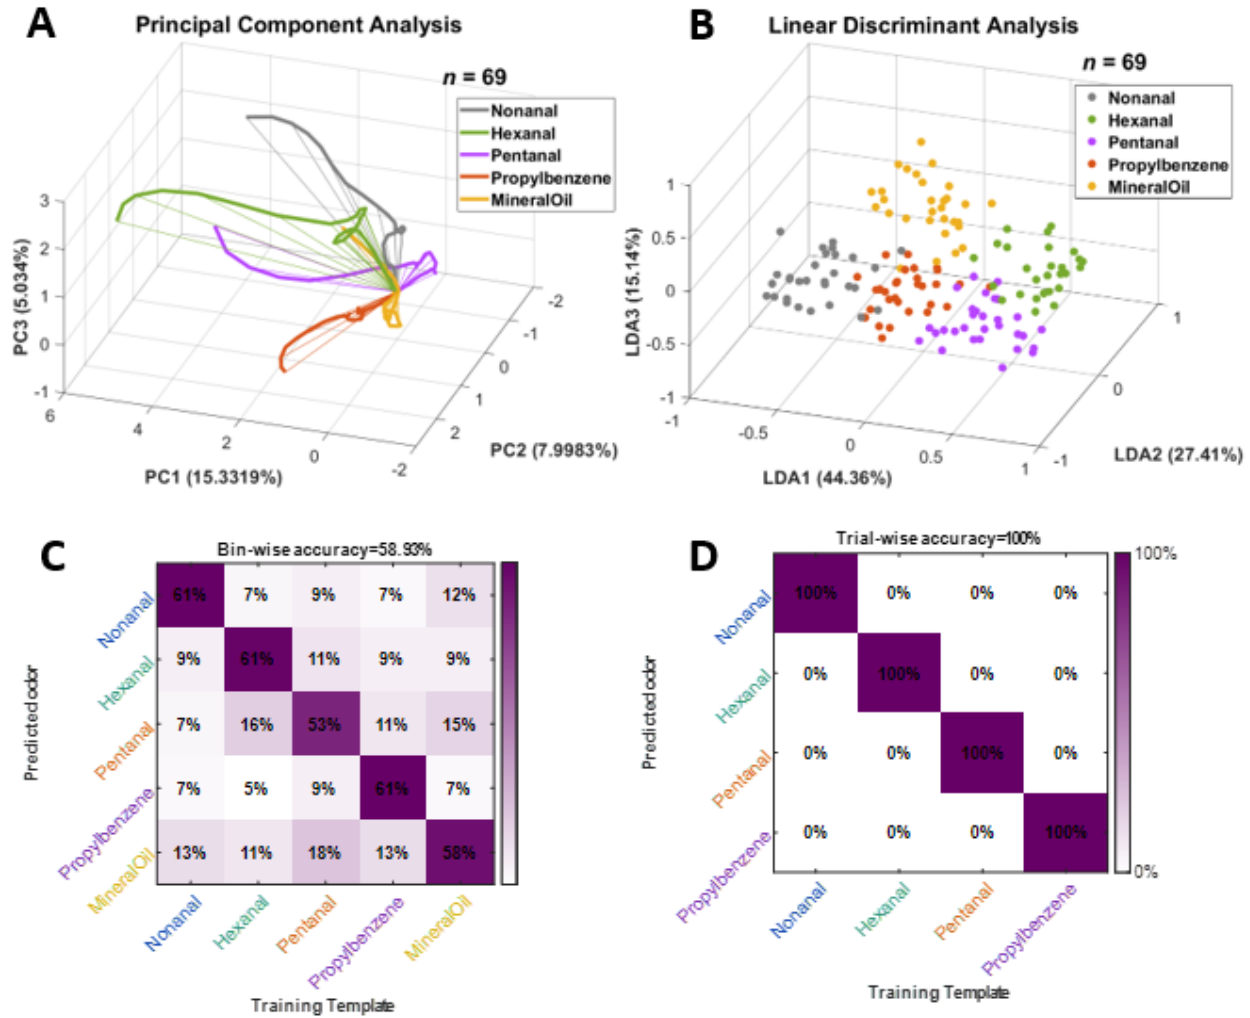 A
Principal Component Analysis
n = 69
Nonanal
Hexanal
Pentanal
Propylbenzene
MineralOil
3
2
1
0
-1
PC3 (5.034%)
6
4
2
0
-2
PC1 (15.3319%)
-2
-1
0
1
2
PC2 (7.9983%)
B
Linear Discriminant Analysis
n = 69
Nonanal
Hexanal
Pentanal
Propylbenzene
MineralOil
1
0.5
0
-0.5
-1
LDA3 (15.14%)
-1
-0.5
0
0.5
1
LDA1 (44.36%)
1
0
-1
LDA2 (27.41%)
C
Bin-wise accuracy=58.93%
Predicted odor
Nonanal
61% 7% 9% 7% 12%
Hexanal
9% 61% 11% 9% 9%
Pentanal
7% 16% 53% 11% 15%
Propylbenzene
7% 5% 9% 61% 7%
MineralOil
13% 11% 18% 13% 58%
Nonanal
Hexanal
Pentanal
Propylbenzene
MineralOil
Training Template
D
Trial-wise accuracy=100%
Predicted odor
Nonanal
100% 0% 0% 0%
Hexanal
0% 100% 0% 0%
Pentanal
0% 0% 100% 0%
Propylbenzene
0% 0% 0% 100%
100%
0%
Nonanal
Hexanal
Pentanal
Propylbenzene
Training Template